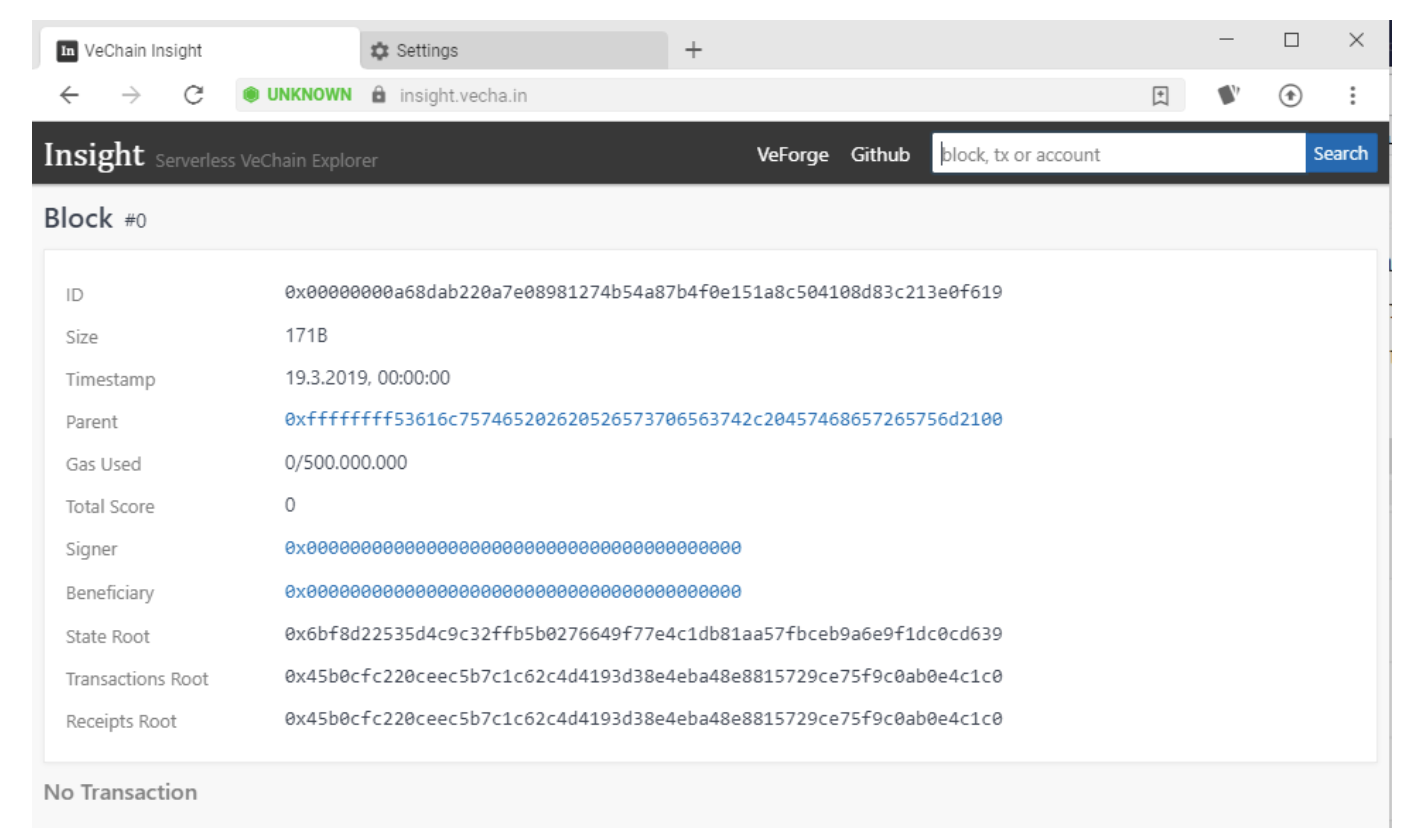 In VeChain Insight Settings
UNKNOWN insight.vecha.in
Insight Serverless VeChain Explorer VeForge Github block, tx or account Search
Block #0
ID 0x00000000a68dab220a7e08981274b54a87b4f0e151a8c504108d83c213e0f619
Size 171B
Timestamp 19.3.2019, 00:00:00
Parent 0xffffffff53616c757465202620526573706563742c20457468657265756d2100
Gas Used 0/500.000.000
Total Score 0
Signer 0x0000000000000000000000000000000000000000
Beneficiary 0x0000000000000000000000000000000000000000
State Root 0x6bf8d22535d4c9c32ffb5b0276649f77e4c1db81aa57fbceb9a6e9f1dc0cd639
Transactions Root 0x45b0cfc220ceec5b7c1c62c4d4193d38e4eba48e8815729ce75f9c0ab0e4c1c0
Receipts Root 0x45b0cfc220ceec5b7c1c62c4d4193d38e4eba48e8815729ce75f9c0ab0e4c1c0
No Transaction